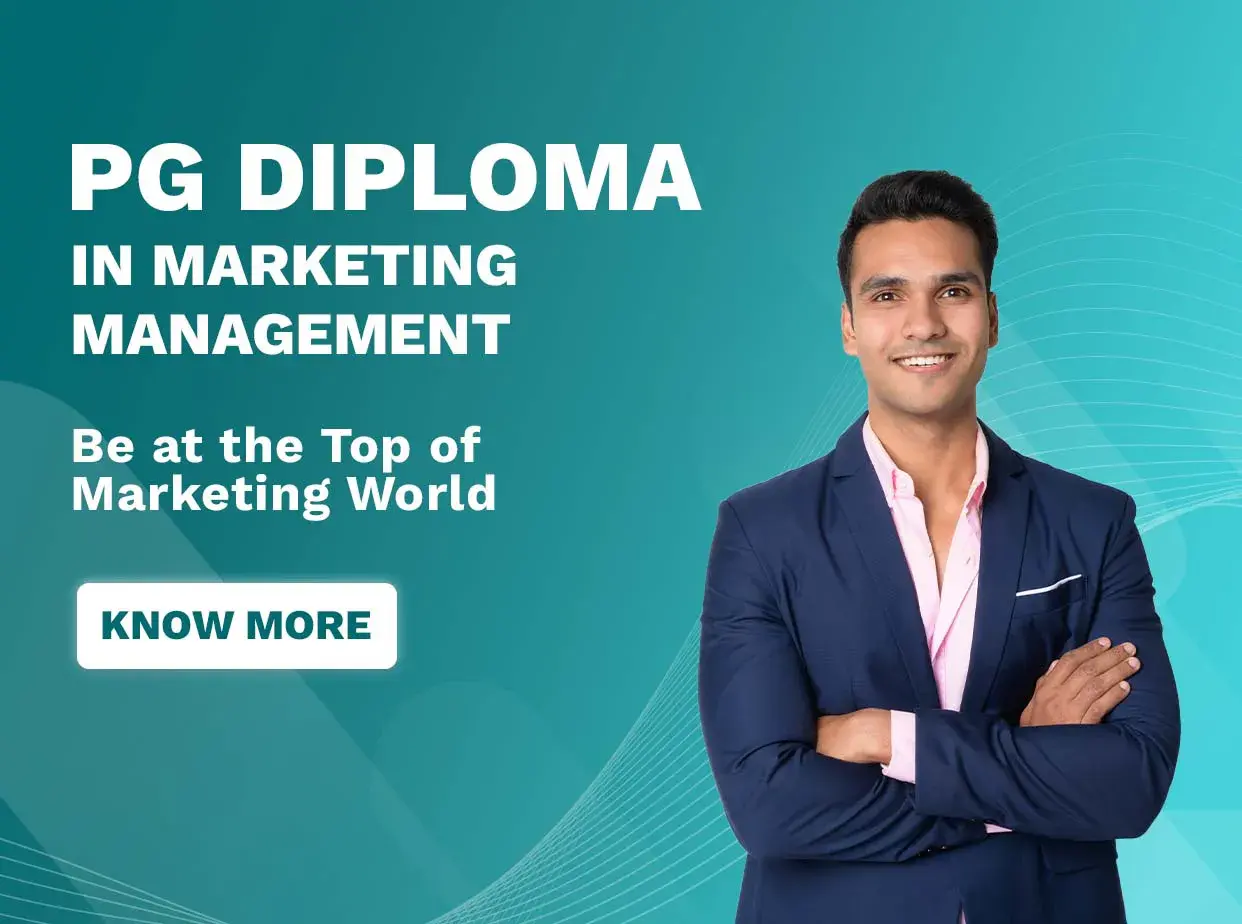 PG DIPLOMA
IN MARKETING
MANAGEMENT
Be at the Top of
Marketing World
KNOW MORE